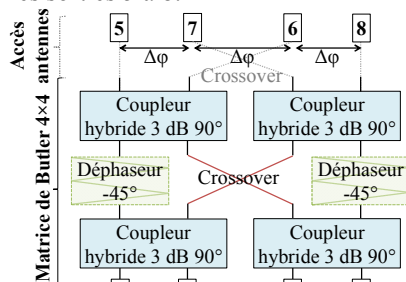 5 7 6 8
Accès antennes
Δφ Δφ Δφ
Crossover
Coupleur hybride 3 dB 90°
Coupleur hybride 3 dB 90°
Matrice de Butler 4×4
Déphaseur -45°
Crossover
Déphaseur -45°
Coupleur hybride 3 dB 90°
Coupleur hybride 3 dB 90°